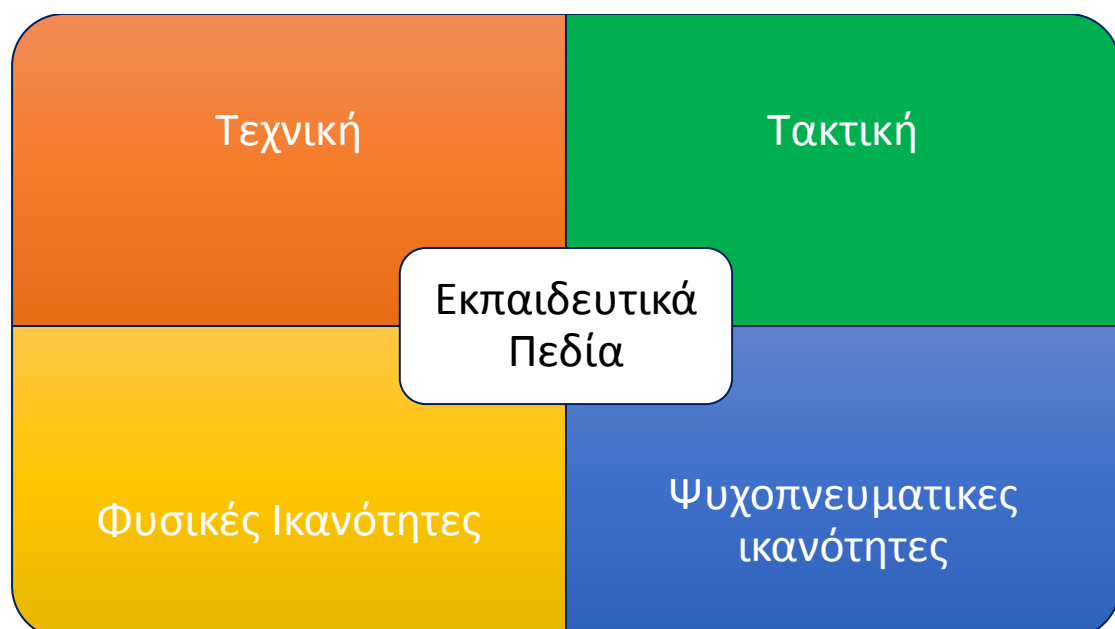 Τεχνική
Τακτική
Εκπαιδευτικά
Πεδία
Φυσικές Ικανότητες
Ψυχοπνευματικες
ικανότητες